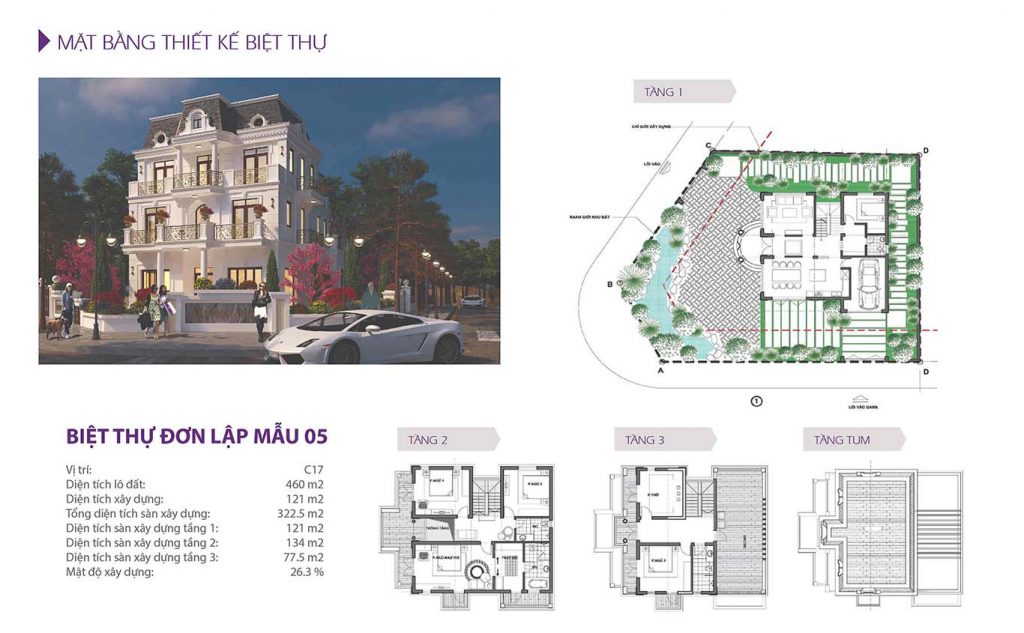 MẶT BẰNG THIẾT KẾ BIỆT THỰ
TẦNG 1
CHỈ GIỚI XÂY DỰNG
C
D
LỐI VÀO
RANH GIỚI KHU ĐẤT
B
A
D
1
LỐI VÀO GARA
BIỆT THỰ ĐƠN LẬP MẪU 05
Vị trí: C17
Diện tích lô đất: 460 m2
Diện tích xây dựng: 121 m2
Tổng diện tích sàn xây dựng: 322.5 m2
Diện tích sàn xây dựng tầng 1: 121 m2
Diện tích sàn xây dựng tầng 2: 134 m2
Diện tích sàn xây dựng tầng 3: 77.5 m2
Mật độ xây dựng: 26.3 %
TẦNG 2
P.NGỦ 1
P.NGỦ 2
THÔNG TẦNG
WC
P.NGỦ MASTER
THAY ĐỒ
TẦNG 3
P.THỜ
P.NGỦ 3
TẦNG TUM